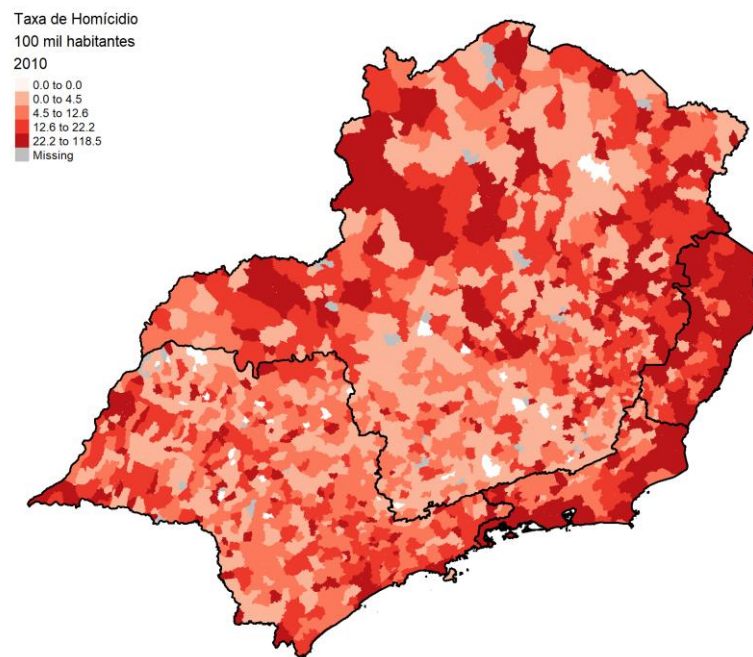 Taxa de Homícidio
100 mil habitantes
2010
0.0 to 0.0
0.0 to 4.5
4.5 to 12.6
12.6 to 22.2
22.2 to 118.5
Missing